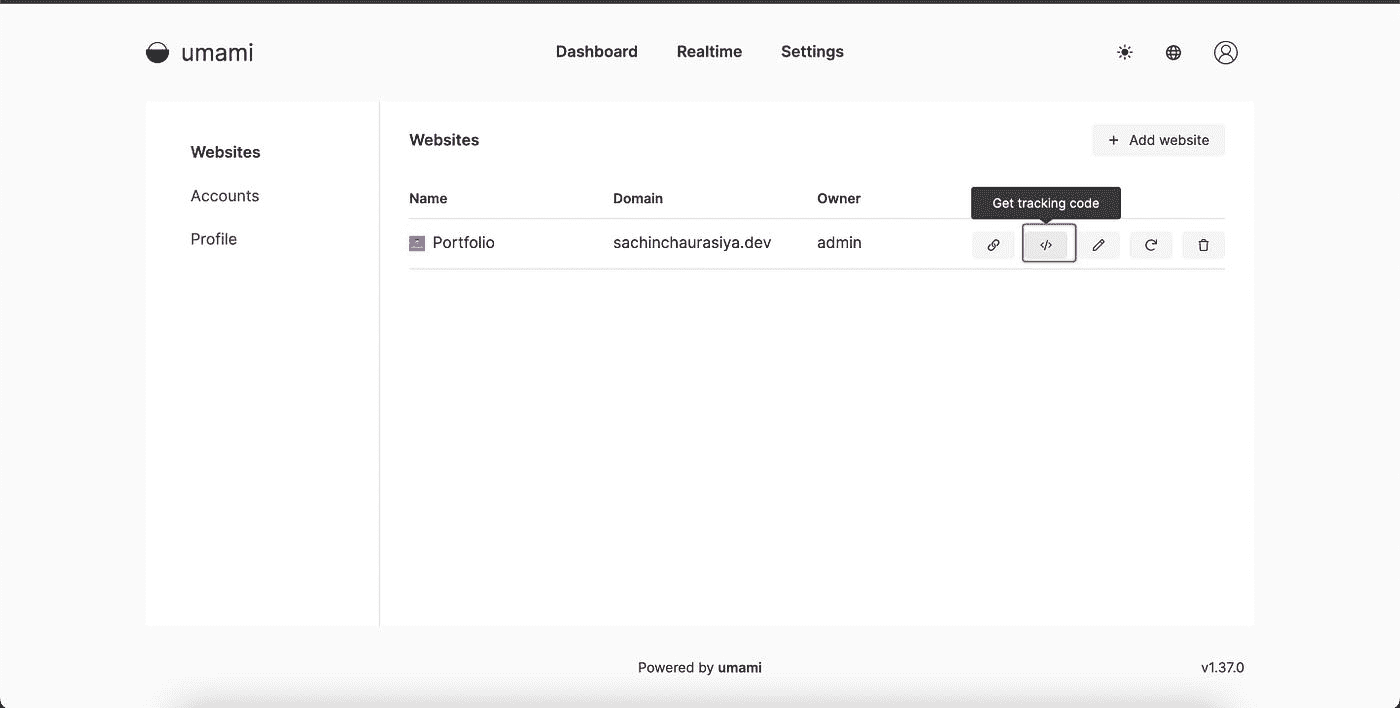 umami
Dashboard Realtime Settings
Websites
Accounts
Profile
Websites
+ Add website
Name Domain Owner
Get tracking code
Portfolio sachinchaurasiya.dev admin
Powered by umami
v1.37.0